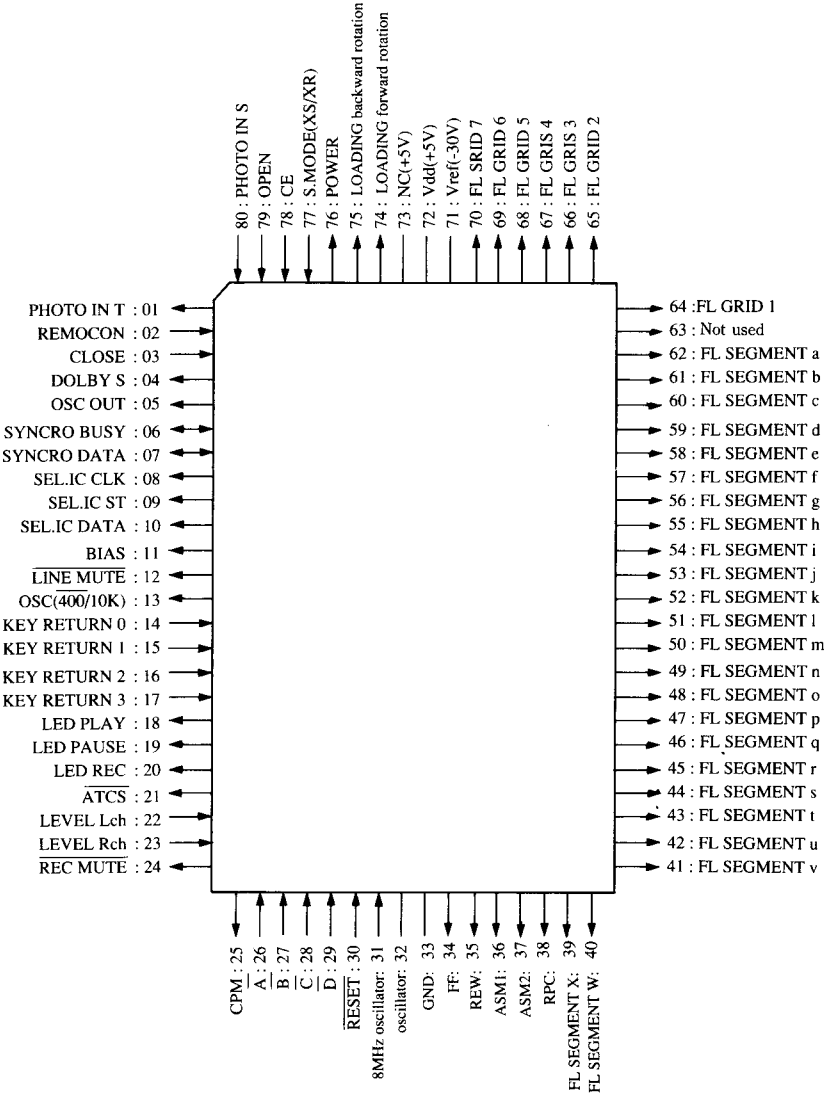 80 : PHOTO IN S
79 : OPEN
78 : CE
77 : S.MODE(XS/XR)
76 : POWER
75 : LOADING backward rotation
74 : LOADING forward rotation
73 : NC(+5V)
72 : Vdd(+5V)
71 : Vref(-30V)
70 : FL SRID 7
69 : FL GRID 6
68 : FL GRID 5
67 : FL GRIS 4
66 : FL GRIS 3
65 : FL GRID 2
PHOTO IN T : 01
REMOCON : 02
CLOSE : 03
DOLBY S : 04
OSC OUT : 05
SYNCRO BUSY : 06
SYNCRO DATA : 07
SEL.IC CLK : 08
SEL.IC ST : 09
SEL.IC DATA : 10
BIAS : 11
LINE MUTE : 12
OSC(400/10K) : 13
KEY RETURN 0 : 14
KEY RETURN 1 : 15
KEY RETURN 2 : 16
KEY RETURN 3 : 17
LED PLAY : 18
LED PAUSE : 19
LED REC : 20
ATCS : 21
LEVEL Lch : 22
LEVEL Rch : 23
REC MUTE : 24
64 :FL GRID 1
63 : Not used
62 : FL SEGMENT a
61 : FL SEGMENT b
60 : FL SEGMENT c
59 : FL SEGMENT d
58 : FL SEGMENT e
57 : FL SEGMENT f
56 : FL SEGMENT g
55 : FL SEGMENT h
54 : FL SEGMENT i
53 : FL SEGMENT j
52 : FL SEGMENT k
51 : FL SEGMENT l
50 : FL SEGMENT m
49 : FL SEGMENT n
48 : FL SEGMENT o
47 : FL SEGMENT p
46 : FL SEGMENT q
45 : FL SEGMENT r
44 : FL SEGMENT s
43 : FL SEGMENT t
42 : FL SEGMENT u
41 : FL SEGMENT v
CPM : 25
A : 26
B : 27
C : 28
D : 29
RESET : 30
8MHz oscillator: 31
oscillator: 32
GND: 33
FF: 34
REW: 35
ASM1: 36
ASM2: 37
RPC: 38
FL SEGMENT X: 39
FL SEGMENT W: 40